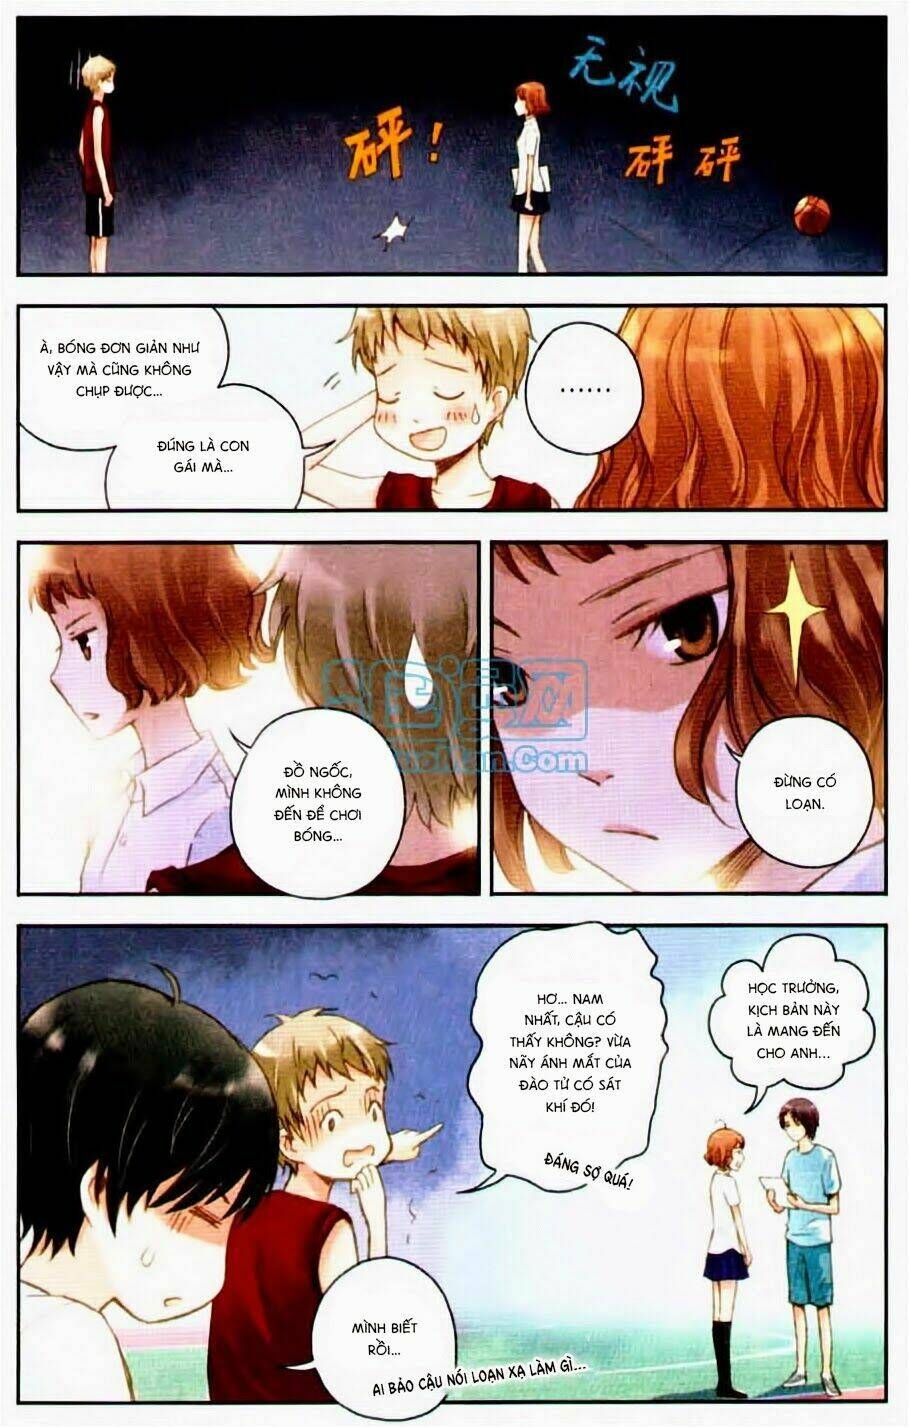 无视
砰！
砰 砰
À, BÓNG ĐƠN GIẢN NHƯ
VẬY MÀ CŨNG KHÔNG
CHỤP ĐƯỢC...
ĐÚNG LÀ CON
GÁI MÀ...
......
ĐỒ NGỐC,
MÌNH KHÔNG
ĐẾN ĐỂ CHƠI
BÓNG...
ĐỪNG CÓ
LOẠN.
HƠ... NAM
NHẤT, CẬU CÓ
THẤY KHÔNG? VỪA
NÃY ÁNH MẮT CỦA
ĐÀO TỬ CÓ SÁT
KHÍ ĐÓ!
ĐÁNG SỢ QUÁ!
HỌC TRƯỞNG,
KỊCH BẢN NÀY
LÀ MANG ĐẾN
CHO ANH...
MÌNH BIẾT
RỒI...
AI BẢO CẬU NÓI LOẠN XẠ LÀM GÌ...